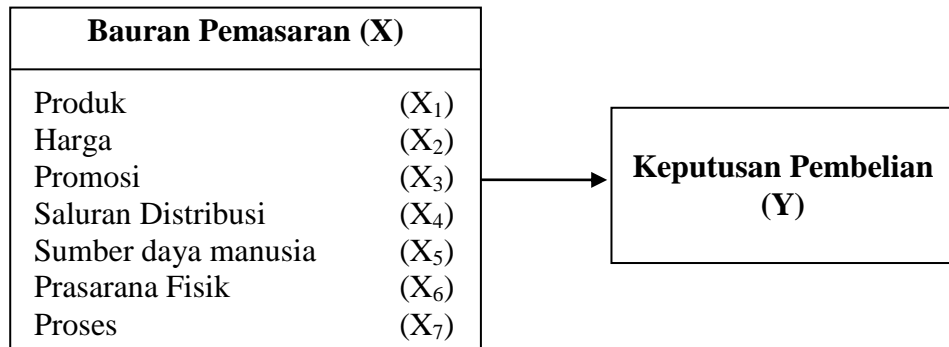 Bauran Pemasaran (X)
Produk (X₁)
Harga (X₂)
Promosi (X₃)
Saluran Distribusi (X₄)
Sumber daya manusia (X₅)
Prasarana Fisik (X₆)
Proses (X₇)
Keputusan Pembelian
(Y)